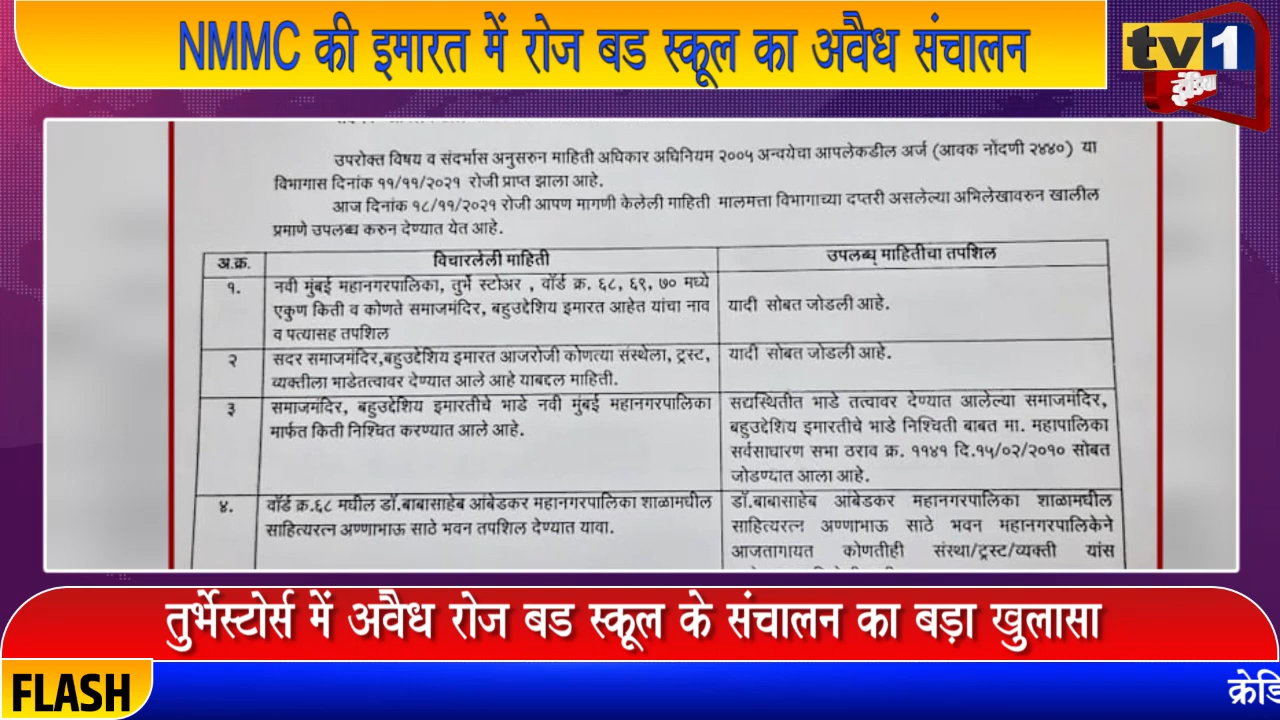 NMMC की इमारत में रोज बड स्कूल का अवैध संचालन
tv1
इंडिया
उपरोक्त विषय व संदर्भास अनुसरुन माहिती अधिकार अधिनियम २००५ अन्वयेचा आपलेकडील अर्ज (आवक नोंदणी २४४०) या
विभागास दिनांक ११/११/२०२१ रोजी प्राप्त झाला आहे.
आज दिनांक १८/११/२०२१ रोजी आपण मागणी केलेली माहिती मालमत्ता विभागाच्या दप्तरी असलेल्या अभिलेखावरुन खालील
प्रमाणे उपलब्ध करुन देण्यात येत आहे.
अ.क्र. विचारलेली माहिती उपलब्ध् माहितीचा तपशिल
१. नवी मुंबई महानगरपालिका, तुर्भे स्टोअर , वॉर्ड क्र. ६८, ६९, ७० मध्ये
एकुण किती व कोणते समाजमंदिर, बहुउद्देशिय इमारत आहेत यांचा नाव
व पत्यासह तपशिल
यादी सोबत जोडली आहे.
२ सदर समाजमंदिर,बहुउद्देशिय इमारत आजरोजी कोणत्या संस्थेला, ट्रस्ट,
व्यक्तीला भाडेतत्वावर देण्यात आले आहे याबद्दल माहिती.
यादी सोबत जोडली आहे.
३ समाजमंदिर, बहुउद्देशिय इमारतीचे भाडे नवी मुंबई महानगरपालिका
मार्फत किती निश्चित करण्यात आले आहे.
सद्यस्थितीत भाडे तत्वावर देण्यात आलेल्या समाजमंदिर,
बहुउद्देशिय इमारतीचे भाडे निश्चिती बाबत मा. महापालिका
सर्वसाधारण सभा ठराव क्र. ११४१ दि.१५/०२/२०१० सोबत
जोडण्यात आला आहे.
४. वॉर्ड क्र.६८ मधील डॉ.बाबासाहेब आंबेडकर महानगरपालिका शाळामधील
साहित्यरत्न अण्णाभाऊ साठे भवन तपशिल देण्यात यावा.
डॉ.बाबासाहेब आंबेडकर महानगरपालिका शाळामधील
साहित्यरत्न अण्णाभाऊ साठे भवन महानगरपालिकेने
आजतागायत कोणतीही संस्था/ट्रस्ट/व्यक्ती यांस
तुर्भेस्टोर्स में अवैध रोज बड स्कूल के संचालन का बड़ा खुलासा
FLASH